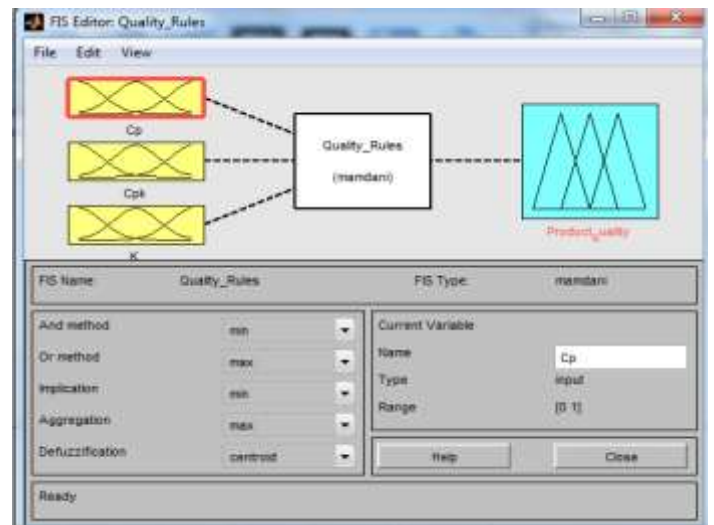 FIS Editor: Quality_Rules
File Edit View
Cp
Cpk
K
Quality_Rules
(mamdani)
Product_quality
FIS Name: Quality_Rules FIS Type: mamdani
And method min
Or method max
Implication min
Aggregation max
Defuzzification centroid
Current Variable
Name Cp
Type input
Range [0 1]
Help Close
Ready